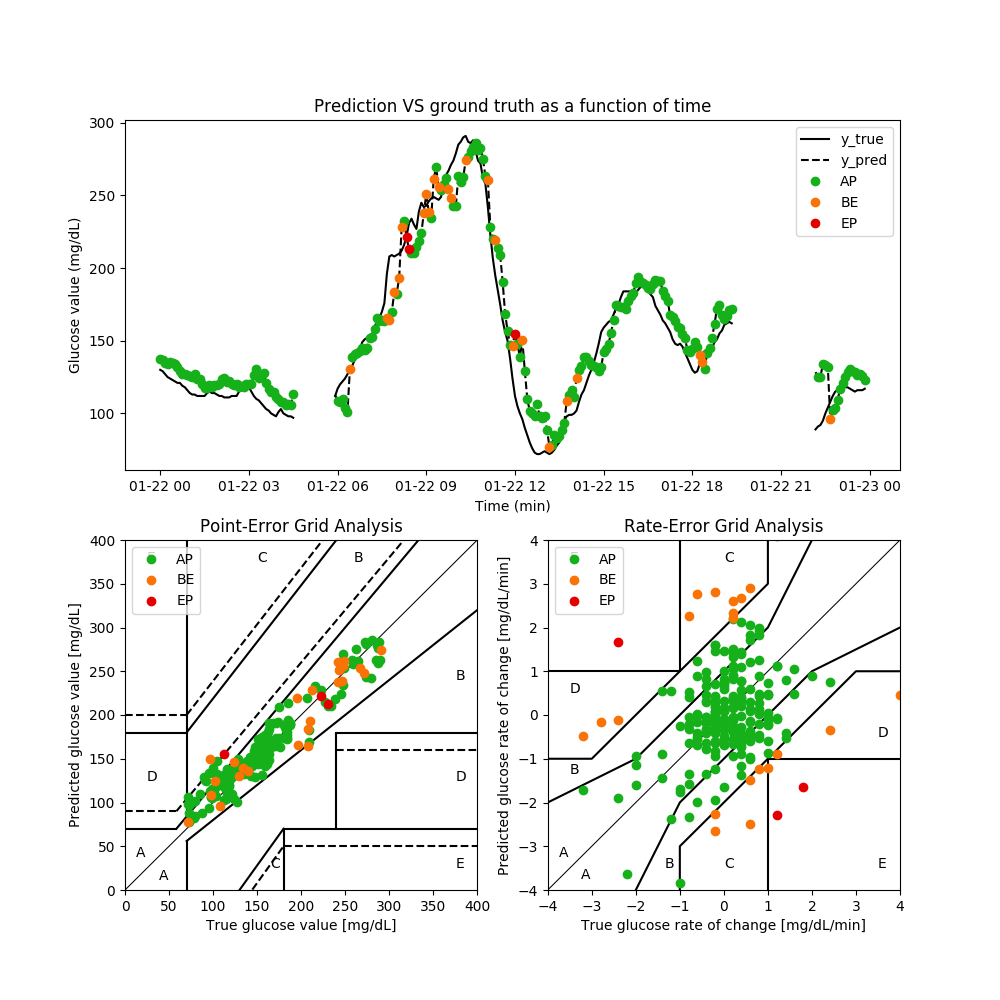 Prediction VS ground truth as a function of time
300
250
200
150
100
Glucose value (mg/dL)
y_true
y_pred
AP
BE
EP
01-22 00 01-22 03 01-22 06 01-22 09 01-22 12 01-22 15 01-22 18 01-22 21 01-23 00
Time (min)
Point-Error Grid Analysis
400
350
300
250
200
150
100
50
0
Predicted glucose value [mg/dL]
AP
BE
EP
C
B
B
D
D
A
A
C
E
0 50 100 150 200 250 300 350 400
True glucose value [mg/dL]
Rate-Error Grid Analysis
4
3
2
1
0
−1
−2
−3
−4
Predicted glucose rate of change [mg/dL/min]
AP
BE
EP
C
D
D
B
A
A
B
C
E
−4 −3 −2 −1 0 1 2 3 4
True glucose rate of change [mg/dL/min]